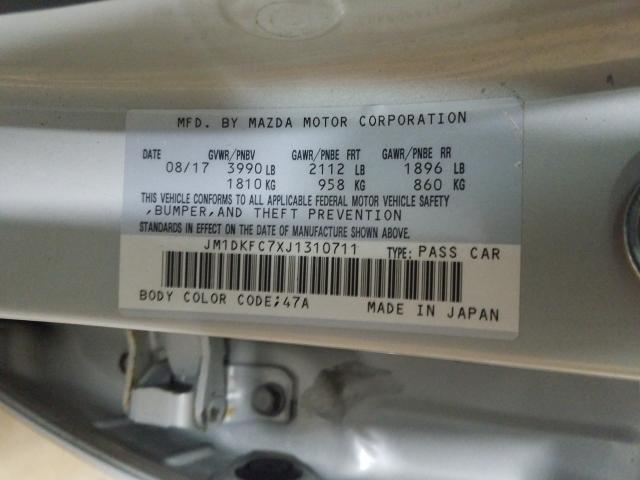 MFD. BY MAZDA MOTOR CORPORATION
DATE GVWR/PNBV GAWR/PNBE FRT GAWR/PNBE RR
08/17 3990 LB 2112 LB 1896 LB
1810 KG 958 KG 860 KG
THIS VEHICLE CONFORMS TO ALL APPLICABLE FEDERAL MOTOR VEHICLE SAFETY
,BUMPER,AND THEFT PREVENTION
STANDARDS IN EFFECT ON THE DATE OF MANUFACTURE SHOWN ABOVE.
JM1DKFC7XJ1310711 TYPE: PASS CAR
BODY COLOR CODE;47A MADE IN JAPAN